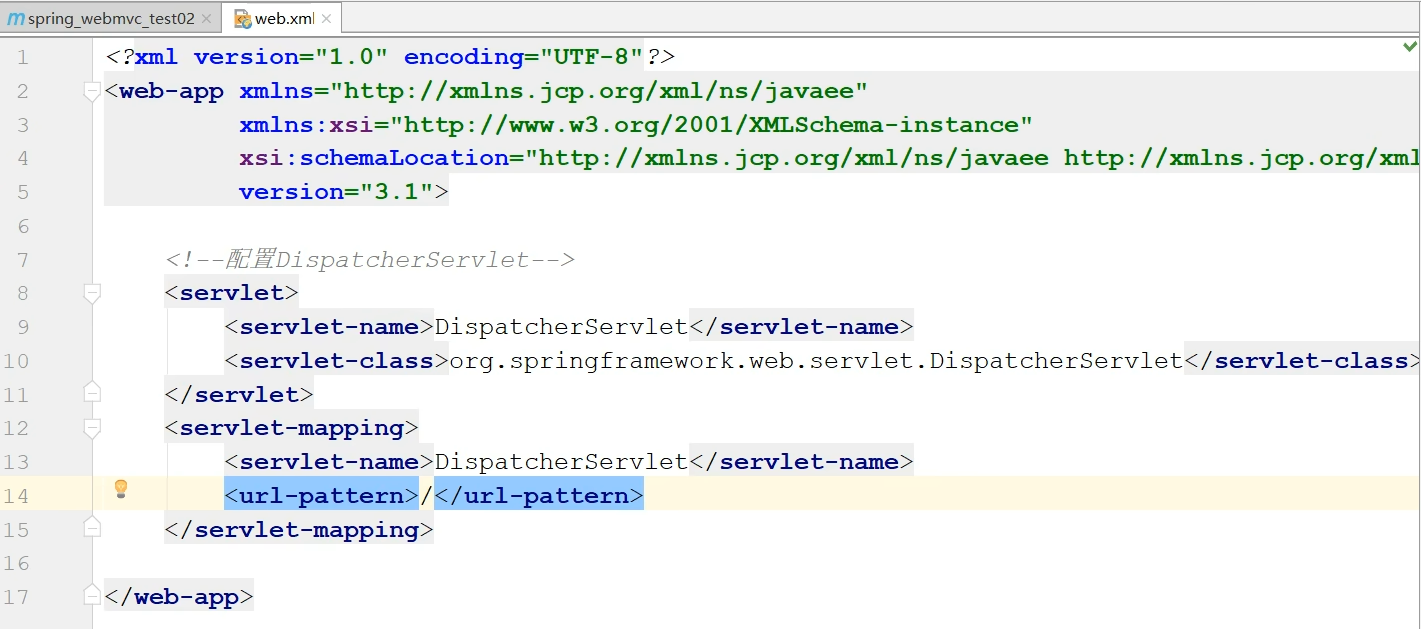 spring_webmvc_test02 web.xml
1 <?xml version="1.0" encoding="UTF-8"?>
2 <web-app xmlns="http://xmlns.jcp.org/xml/ns/javaee"
3 xmlns:xsi="http://www.w3.org/2001/XMLSchema-instance"
4 xsi:schemaLocation="http://xmlns.jcp.org/xml/ns/javaee http://xmlns.jcp.org/xml
5 version="3.1">
6
7 <!--配置DispatcherServlet-->
8 <servlet>
9 <servlet-name>DispatcherServlet</servlet-name>
10 <servlet-class>org.springframework.web.servlet.DispatcherServlet</servlet-class>
11 </servlet>
12 <servlet-mapping>
13 <servlet-name>DispatcherServlet</servlet-name>
14 <url-pattern>/</url-pattern>
15 </servlet-mapping>
16
17 </web-app>